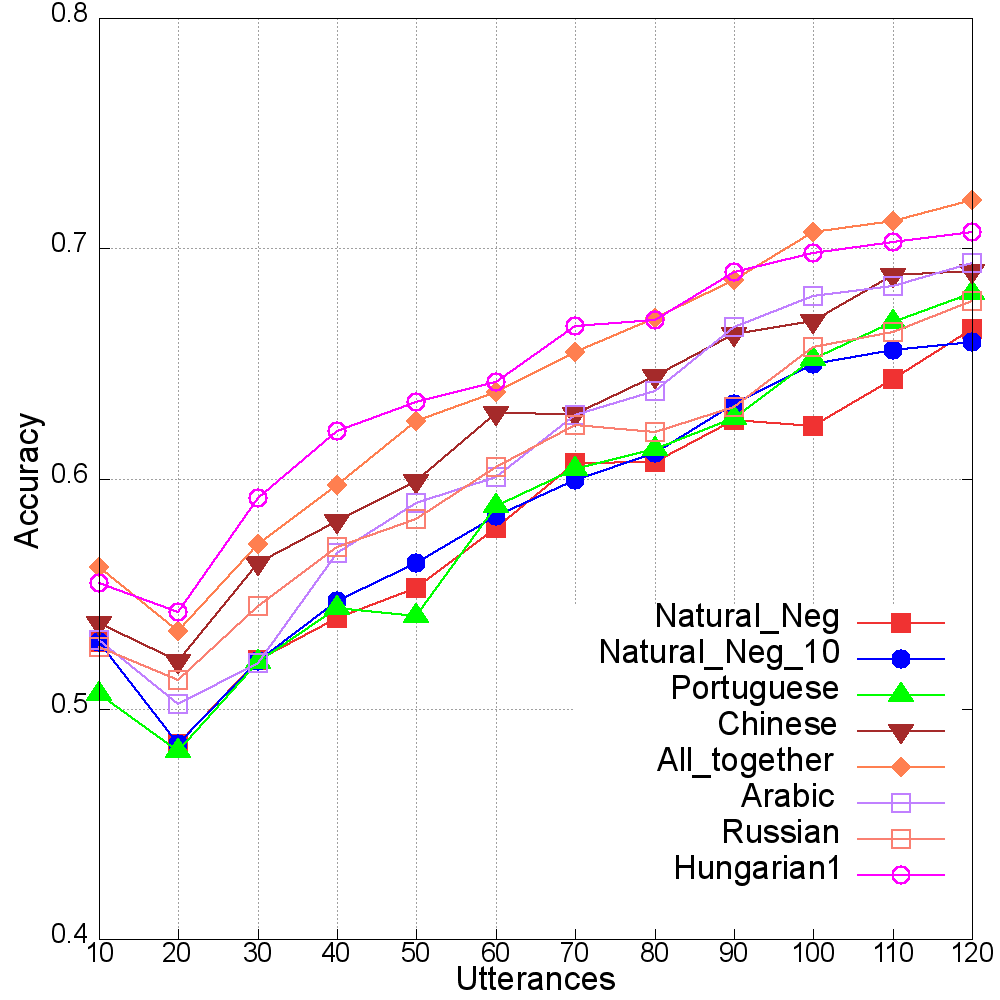 0.8
0.7
0.6
0.5
0.4
Accuracy
Natural_Neg
Natural_Neg_10
Portuguese
Chinese
All_together
Arabic
Russian
Hungarian1
10 20 30 40 50 60 70 80 90 100 110 120
Utterances